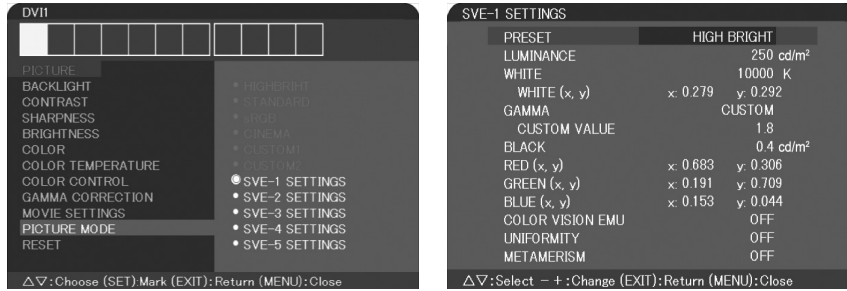 DVI1
PICTURE
BACKLIGHT
CONTRAST
SHARPNESS
BRIGHTNESS
COLOR
COLOR TEMPERATURE
COLOR CONTROL
GAMMA CORRECTION
MOVIE SETTINGS
PICTURE MODE
RESET
• HIGHBRIHT
• STANDARD
• sRGB
• CINEMA
• CUSTOM1
• CUSTOM2
SVE-1 SETTINGS
• SVE-2 SETTINGS
• SVE-3 SETTINGS
• SVE-4 SETTINGS
• SVE-5 SETTINGS
△▽:Choose (SET):Mark (EXIT):Return (MENU):Close
SVE-1 SETTINGS
PRESET HIGH BRIGHT
LUMINANCE 250 cd/m²
WHITE 10000 K
WHITE (x, y) x: 0.279 y: 0.292
GAMMA CUSTOM
CUSTOM VALUE 1.8
BLACK 0.4 cd/m²
RED (x, y) x: 0.683 y: 0.306
GREEN (x, y) x: 0.191 y: 0.709
BLUE (x, y) x: 0.153 y: 0.044
COLOR VISION EMU OFF
UNIFORMITY OFF
METAMERISM OFF
△▽:Select − +:Change (EXIT):Return (MENU):Close